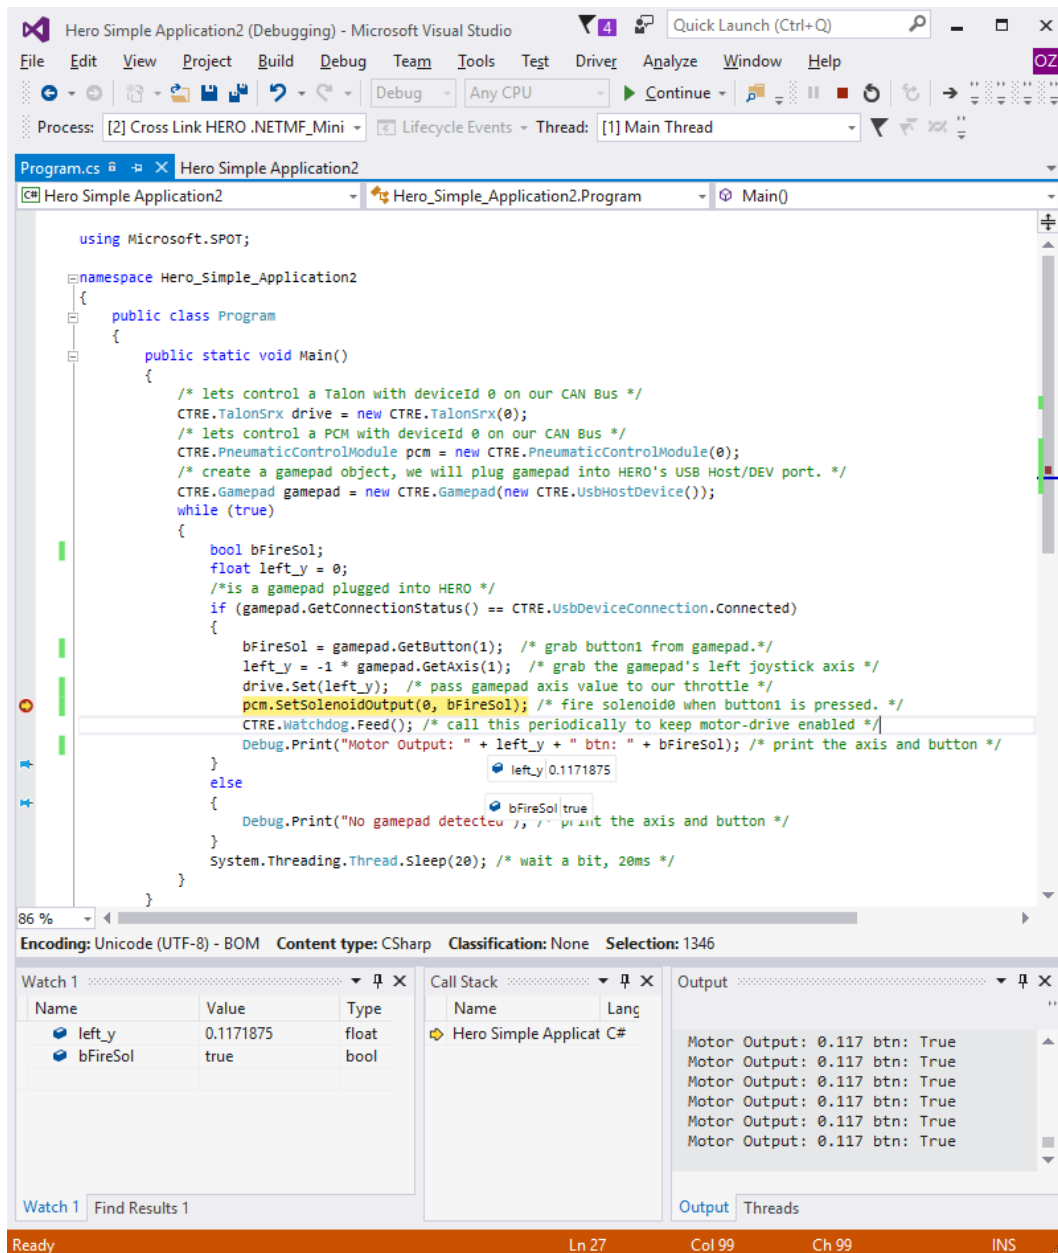 Hero Simple Application2 (Debugging) - Microsoft Visual Studio 4 Quick Launch (Ctrl+Q)
File Edit View Project Build Debug Team Tools Test Driver Analyze Window Help OZ
Debug Any CPU Continue
Process: [2] Cross Link HERO .NETMF_Mini Lifecycle Events Thread: [1] Main Thread
Program.cs Hero Simple Application2
C# Hero Simple Application2 Hero_Simple_Application2.Program Main()
using Microsoft.SPOT;
namespace Hero_Simple_Application2
{
public class Program
{
public static void Main()
{
/* lets control a Talon with deviceId 0 on our CAN Bus */
CTRE.TalonSrx drive = new CTRE.TalonSrx(0);
/* lets control a PCM with deviceId 0 on our CAN Bus */
CTRE.PneumaticControlModule pcm = new CTRE.PneumaticControlModule(0);
/* create a gamepad object, we will plug gamepad into HERO's USB Host/DEV port. */
CTRE.Gamepad gamepad = new CTRE.Gamepad(new CTRE.UsbHostDevice());
while (true)
{
bool bFireSol;
float left_y = 0;
/*is a gamepad plugged into HERO */
if (gamepad.GetConnectionStatus() == CTRE.UsbDeviceConnection.Connected)
{
bFireSol = gamepad.GetButton(1); /* grab button1 from gamepad.*/
left_y = -1 * gamepad.GetAxis(1); /* grab the gamepad's left joystick axis */
drive.Set(left_y); /* pass gamepad axis value to our throttle */
pcm.SetSolenoidOutput(0, bFireSol); /* fire solenoid0 when button1 is pressed. */
CTRE.Watchdog.Feed(); /* call this periodically to keep motor-drive enabled */
Debug.Print("Motor Output: " + left_y + " btn: " + bFireSol); /* print the axis and button */
}
left_y 0.1171875
else
{
bFireSol true
Debug.Print("No gamepad detected"); /* print the axis and button */
}
System.Threading.Thread.Sleep(20); /* wait a bit, 20ms */
}
}
86 %
Encoding: Unicode (UTF-8) - BOM Content type: CSharp Classification: None Selection: 1346
Watch 1
Name Value Type
left_y 0.1171875 float
bFireSol true bool
Watch 1 Find Results 1
Call Stack
Name Lang
Hero Simple Applicat C#
Output
Motor Output: 0.117 btn: True
Motor Output: 0.117 btn: True
Motor Output: 0.117 btn: True
Motor Output: 0.117 btn: True
Motor Output: 0.117 btn: True
Motor Output: 0.117 btn: True
Output Threads
Ready Ln 27 Col 99 Ch 99 INS